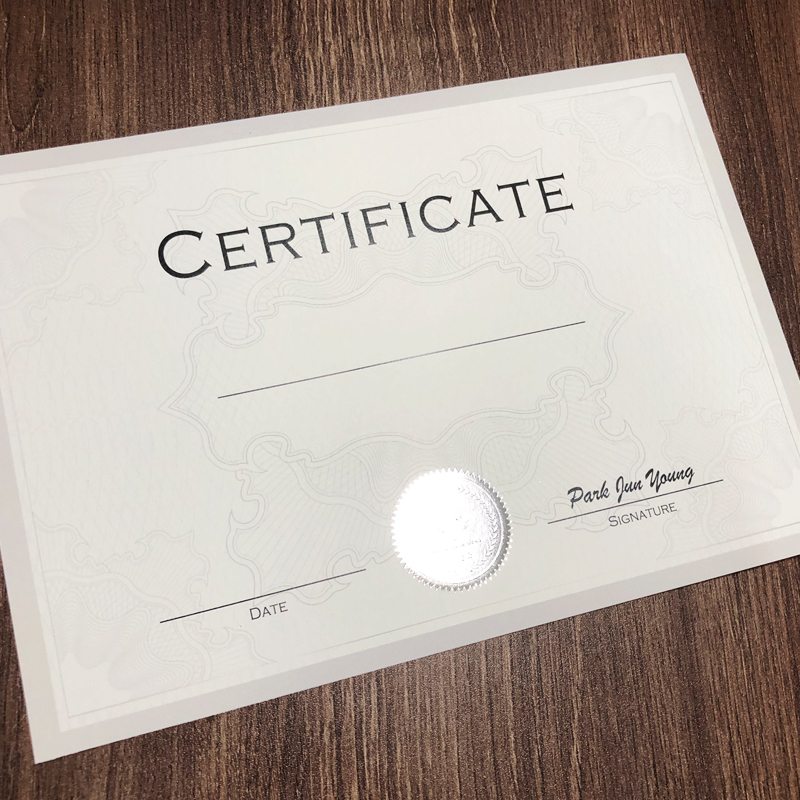 CERTIFICATE
Park Jun Young
SIGNATURE
DATE